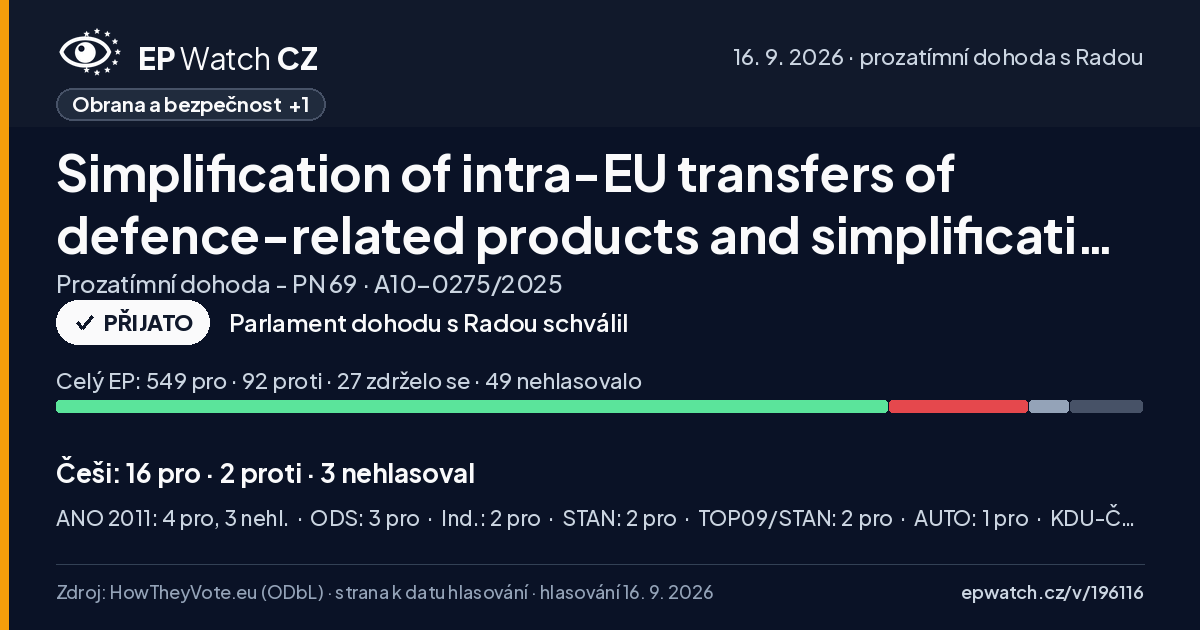 EP Watch CZ
16. 9. 2026 · prozatímní dohoda s Radou
Obrana a bezpečnost +1
Simplification of intra-EU transfers of
defence-related products and simplificati…
Prozatímní dohoda - PN 69 · A10-0275/2025
✓ PŘIJATO Parlament dohodu s Radou schválil
Celý EP: 549 pro · 92 proti · 27 zdrželo se · 49 nehlasovalo
Češi: 16 pro · 2 proti · 3 nehlasoval
ANO 2011: 4 pro, 3 nehl. · ODS: 3 pro · Ind.: 2 pro · STAN: 2 pro · TOP09/STAN: 2 pro · AUTO: 1 pro · KDU-Č…
Zdroj: HowTheyVote.eu (ODbL) · strana k datu hlasování · hlasování 16. 9. 2026
epwatch.cz/v/196116